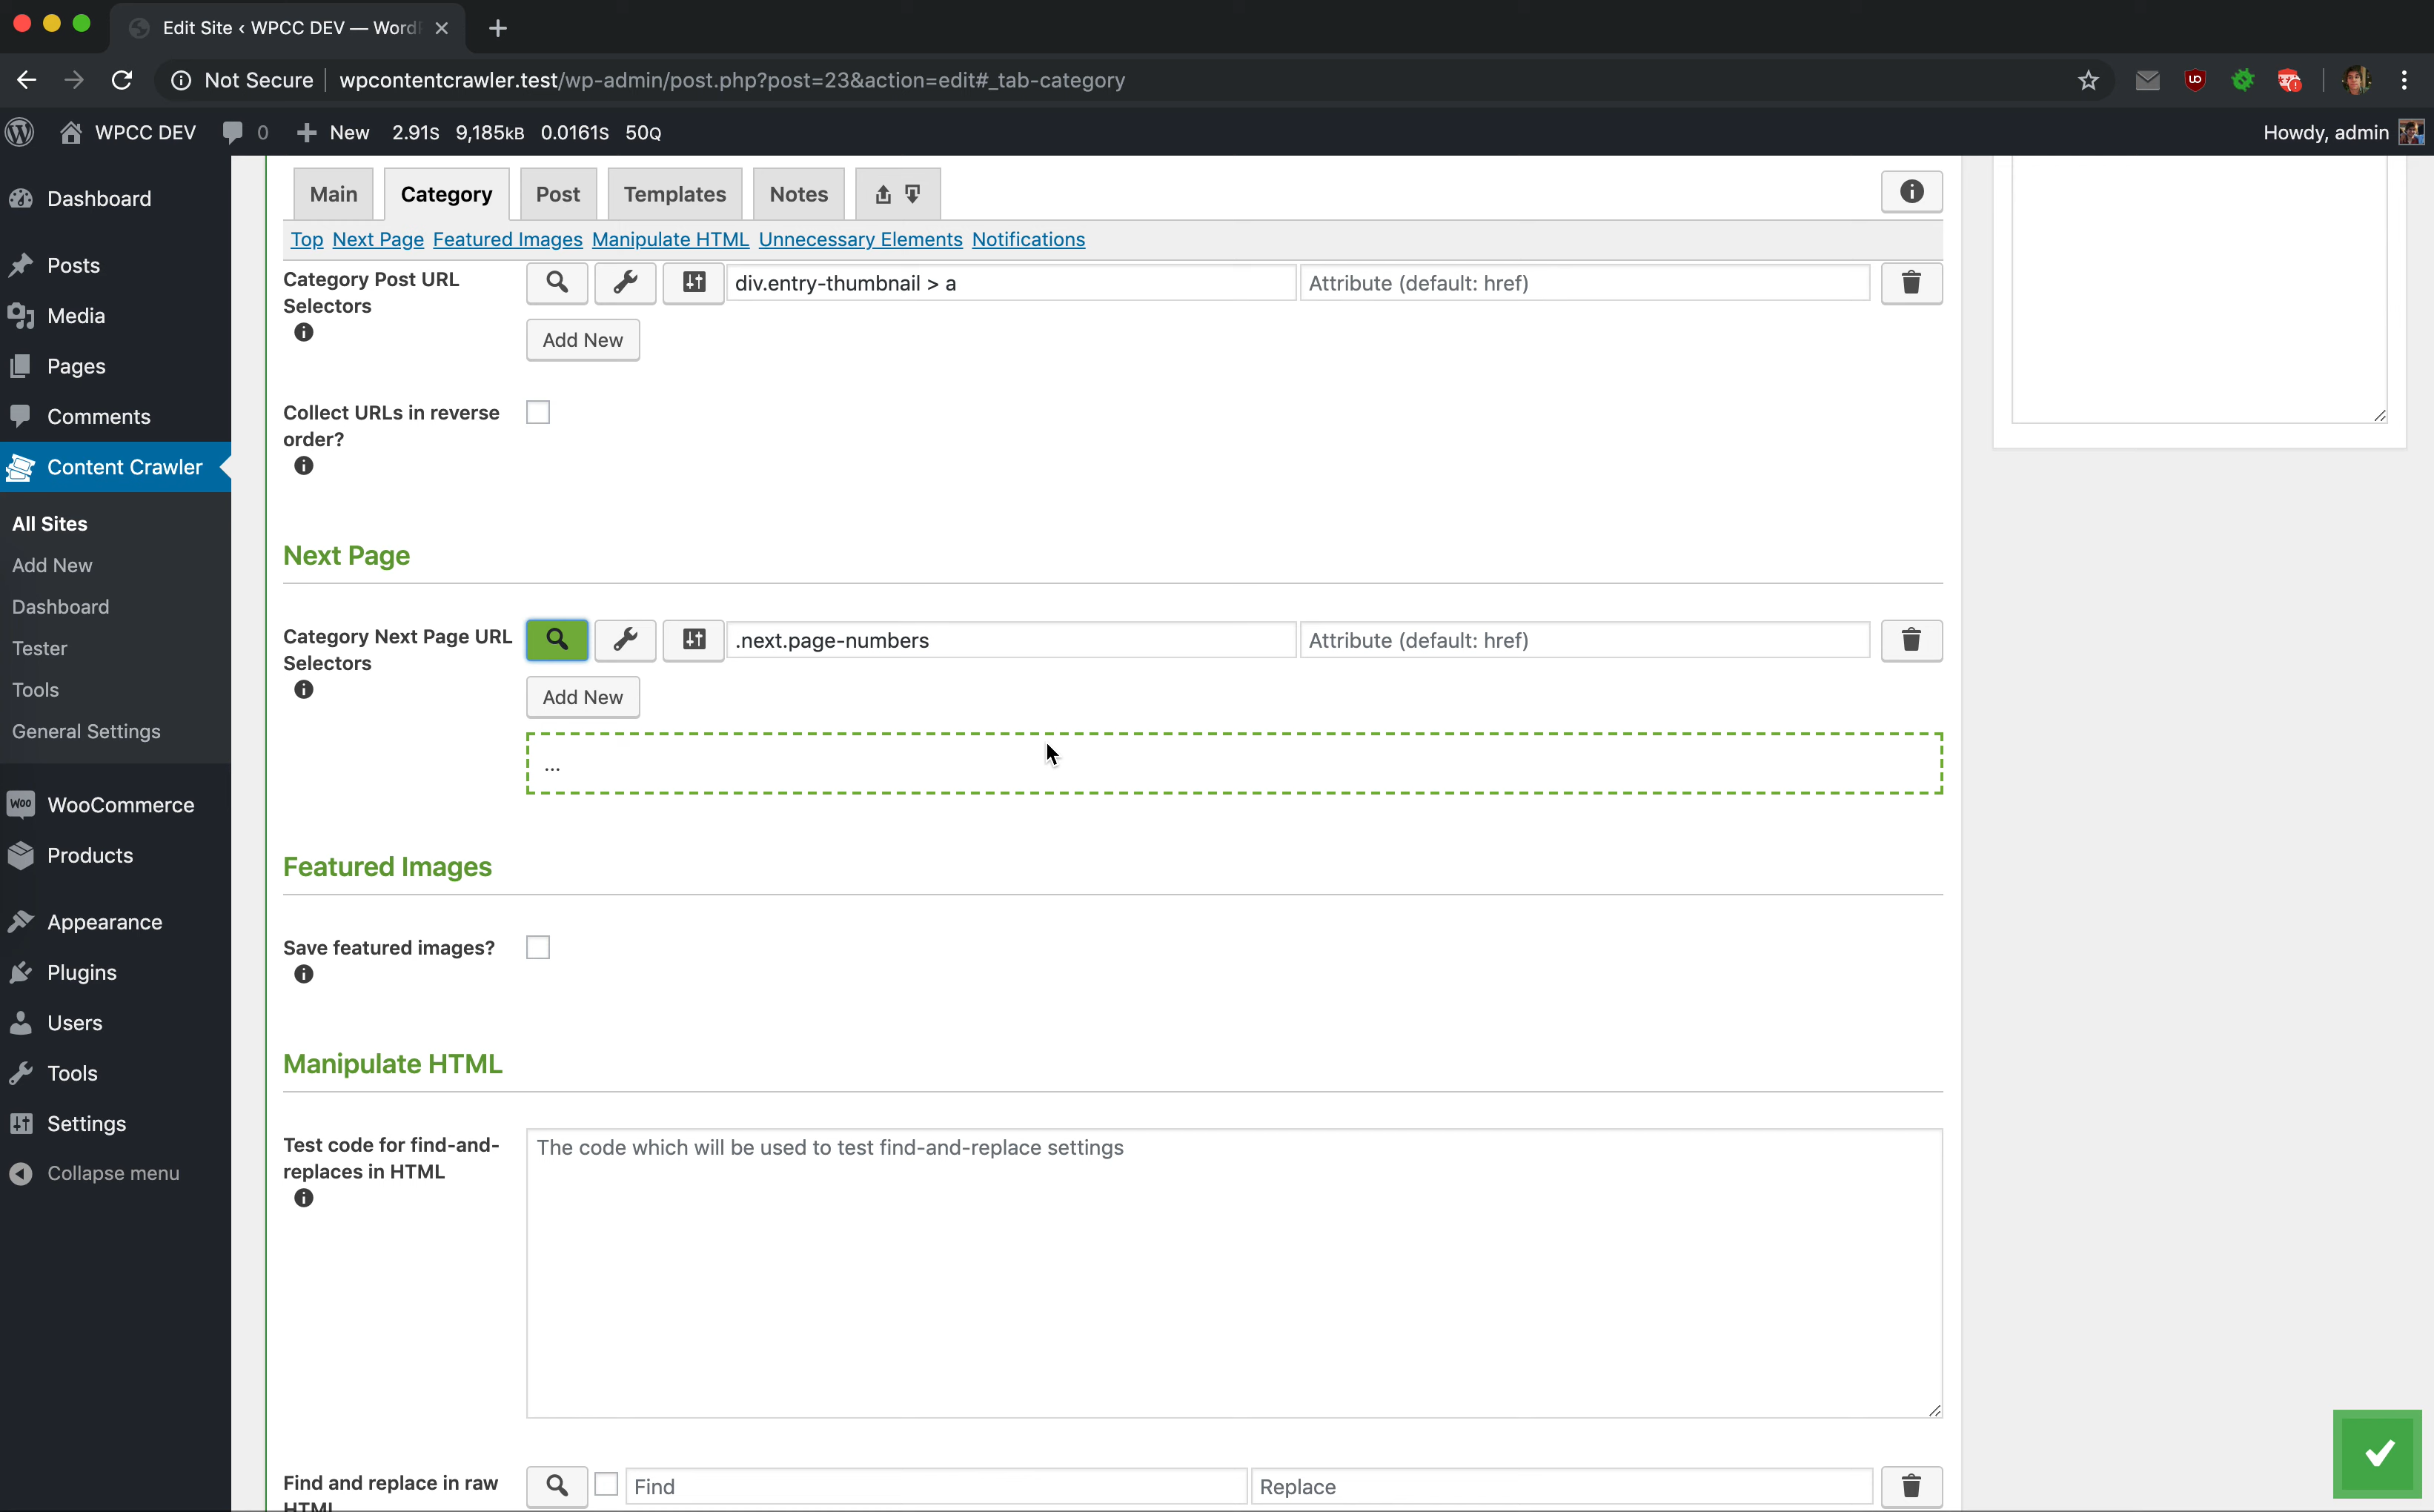 Edit Site ‹ WPCC DEV — Word
Not Secure
wpcontentcrawler.test/wp-admin/post.php?post=23&action=edit#_tab-category
WPCC DEV
0
New
2.91s 9,185kB 0.0161s 50Q
Howdy, admin
Dashboard
Posts
Media
Pages
Comments
Content Crawler
All Sites
Add New
Dashboard
Tester
Tools
General Settings
Woo
WooCommerce
Products
Appearance
Plugins
Users
Tools
Settings
Collapse menu
Main
Category
Post
Templates
Notes
Top Next Page Featured Images Manipulate HTML Unnecessary Elements Notifications
Category Post URL
Selectors
div.entry-thumbnail > a
Attribute (default: href)
Add New
Collect URLs in reverse
order?
Next Page
Category Next Page URL
Selectors
.next.page-numbers
Attribute (default: href)
Add New
...
Featured Images
Save featured images?
Manipulate HTML
Test code for find-and-
replaces in HTML
The code which will be used to test find-and-replace settings
Find and replace in raw
HTML
Find
Replace